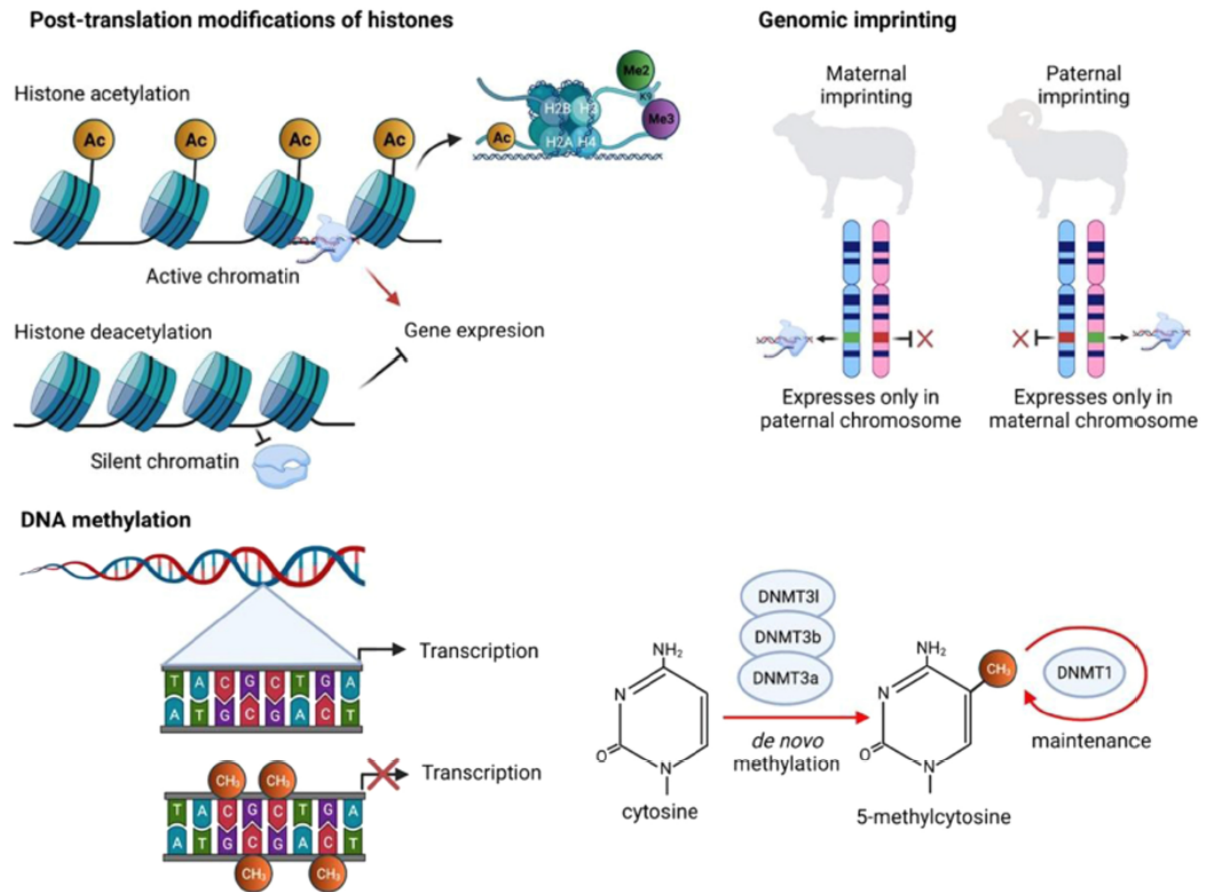 Post-translation modifications of histones
Histone acetylation
Ac
Ac
Ac
Ac
Active chromatin
Me2
K9
H2B H3
Me3
Ac
H2A H4
Gene expresion
Histone deacetylation
Silent chromatin
Genomic imprinting
Maternal
imprinting
Paternal
imprinting
Expresses only in
paternal chromosome
Expresses only in
maternal chromosome
DNA methylation
Transcription
T A C G C T G A
A T G C G A C T
CH₃ CH₃
Transcription
T A C G C T G A
A T G C G A C T
CH₃ CH₃
NH₂
N
O
N
cytosine
DNMT3l
DNMT3b
DNMT3a
de novo
methylation
NH₂
CH₃
N
O
N
5-methylcytosine
DNMT1
maintenance